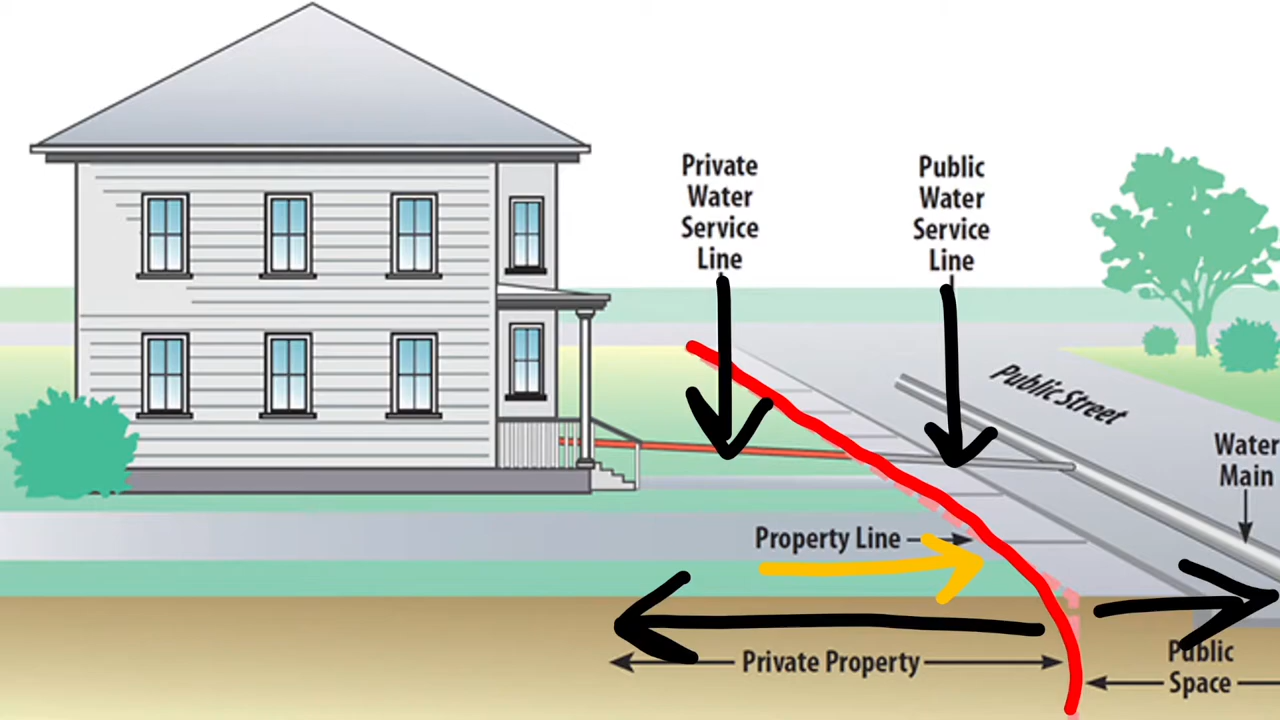 Private
Water
Service
Line
Public
Water
Service
Line
Public Street
Water
Main
Property Line
Private Property
Public
Space